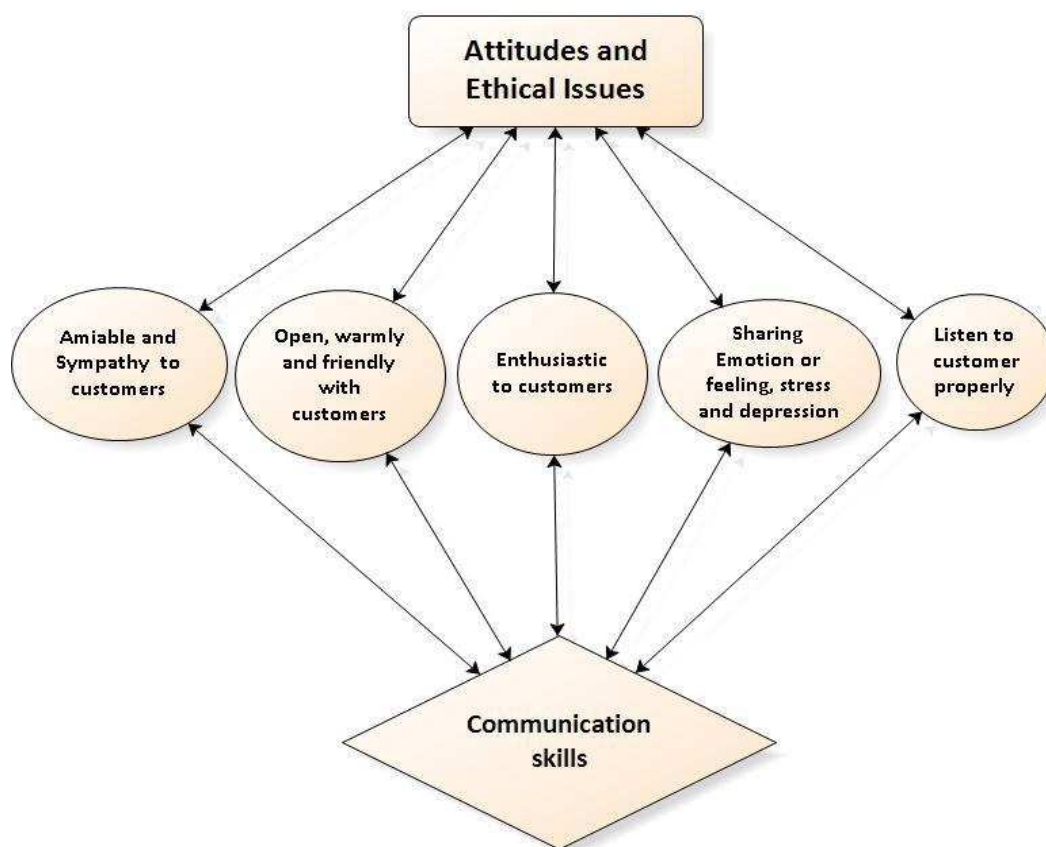 Attitudes and
Ethical Issues
Amiable and
Sympathy to
customers
Open, warmly
and friendly
with
customers
Enthusiastic
to customers
Sharing
Emotion or
feeling, stress
and depression
Listen to
customer
properly
Communication
skills